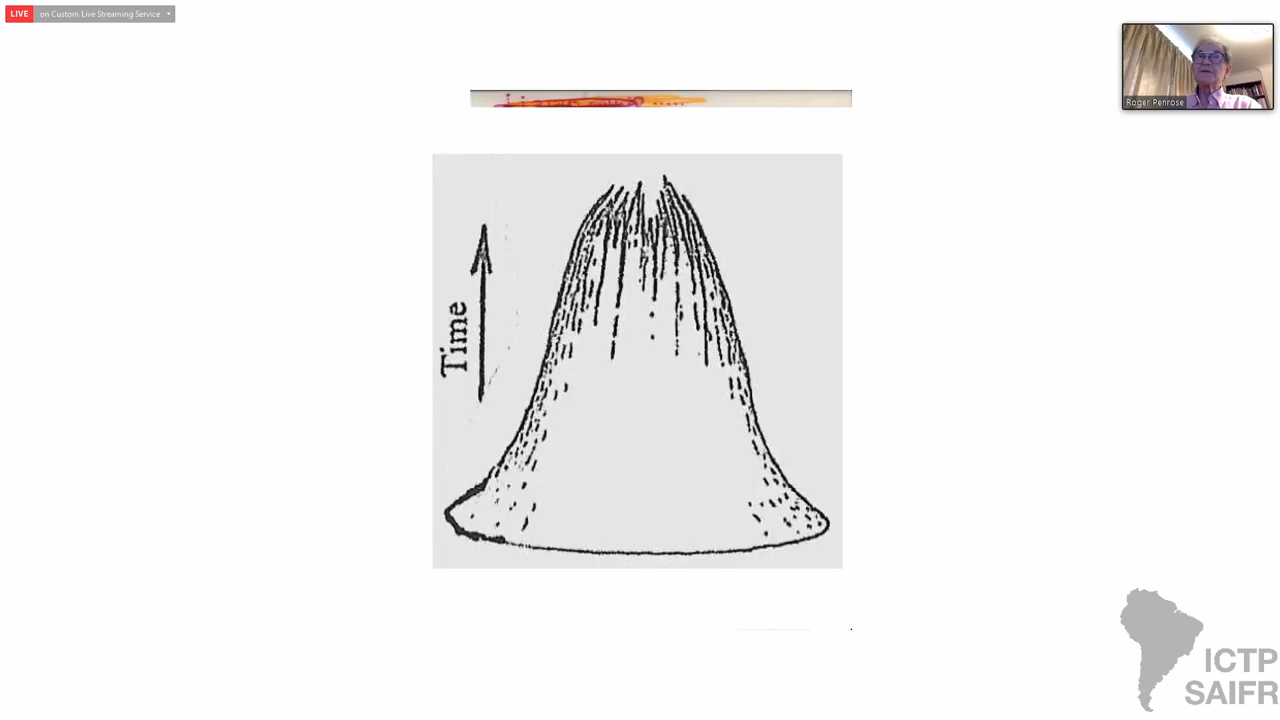 LIVE on Custom Live Streaming Service
Roger Penrose
Time
ICTP
SAIFR